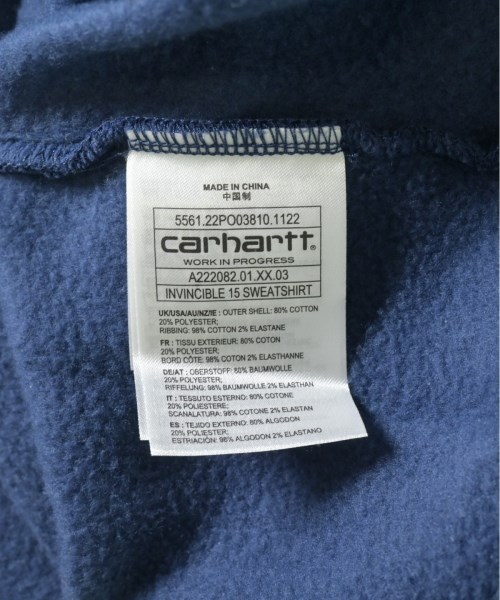 MADE IN CHINA
中国制
5561.22PO03810.1122
carhartt®
WORK IN PROGRESS
A222082.01.XX.03
INVINCIBLE 15 SWEATSHIRT
UK/USA/AU/NZ/IE : OUTER SHELL: 80% COTTON
20% POLYESTER;
RIBBING: 98% COTTON 2% ELASTANE
FR : TISSU EXTERIEUR: 80% COTON
20% POLYESTER;
BORD CÔTE: 98% COTON 2% ELASTHANNE
DE/AT : OBERSTOFF: 80% BAUMWOLLE
20% POLYESTER;
RIFFELUNG: 98% BAUMWOLLE 2% ELASTHAN
IT : TESSUTO ESTERNO: 80% COTONE
20% POLIESTERE;
SCANALATURA: 98% COTONE 2% ELASTAN
ES : TEJIDO EXTERNO: 80% ALGODON
20% POLIESTER;
ESTRIACIÓN: 98% ALGODON 2% ELASTANO